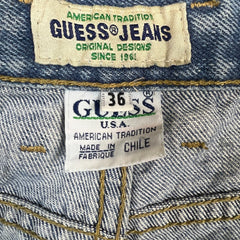 AMERICAN TRADITION
GUESS® JEANS
ORIGINAL DESIGNS
SINCE 1981
36
GUESS
U.S.A.
AMERICAN TRADITION
MADE IN
FABRIQUE
CHILE